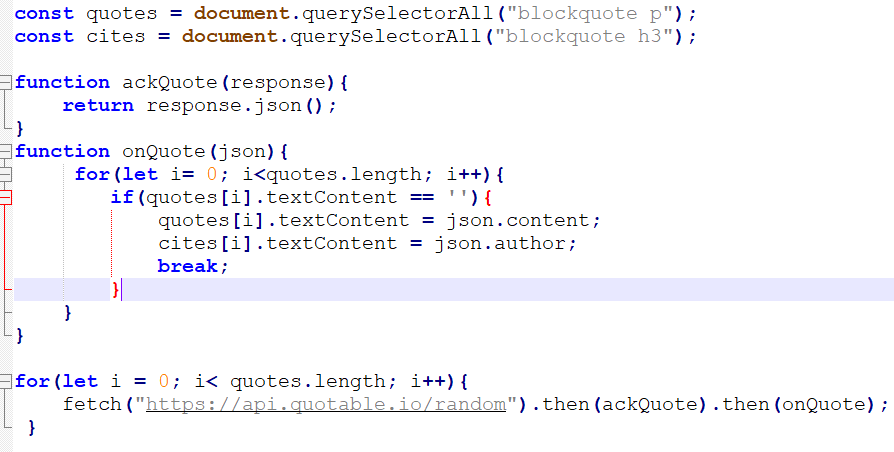 const quotes = document.querySelectorAll("blockquote p");
const cites = document.querySelectorAll("blockquote h3");

function ackQuote(response){
    return response.json();
}
function onQuote(json){
     for(let i= 0; i<quotes.length; i++){
        if(quotes[i].textContent == ''){
            quotes[i].textContent = json.content;
            cites[i].textContent = json.author;
            break;
        }
    }
}

for(let i = 0; i< quotes.length; i++){
    fetch("https://api.quotable.io/random").then(ackQuote).then(onQuote);
 }